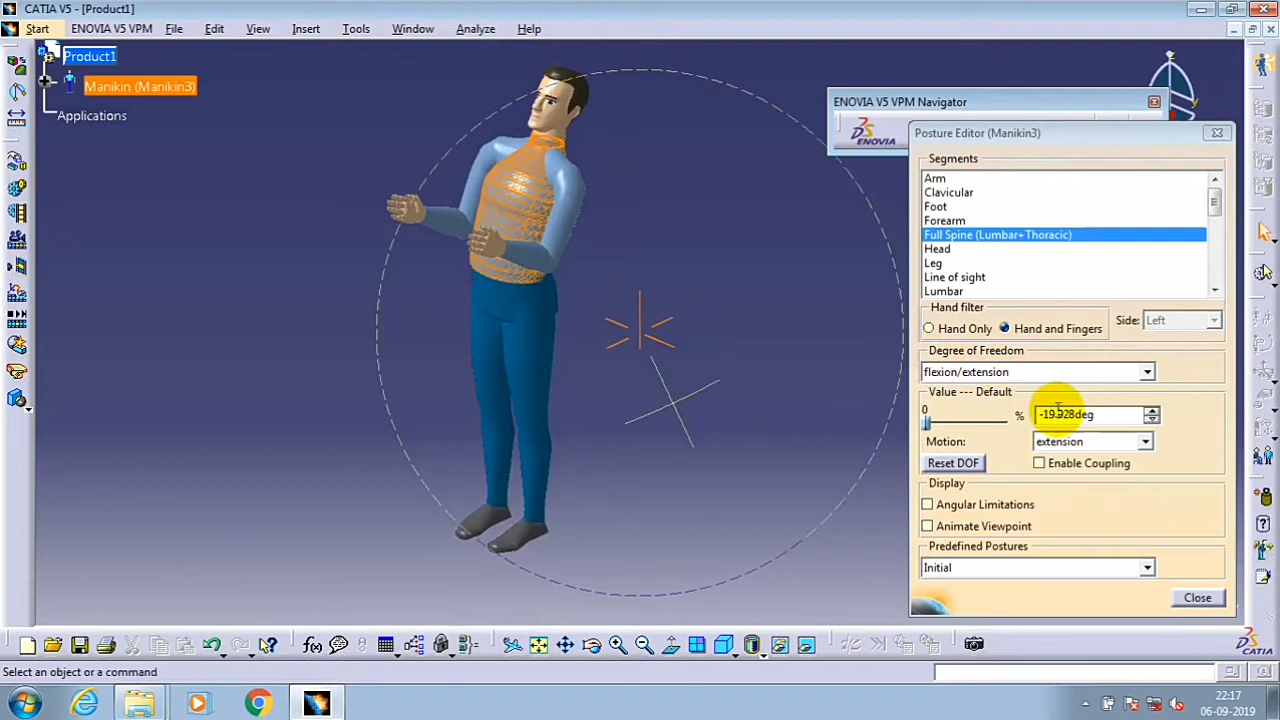 CATIA V5 - [Product1]
Start
ENOVIA V5 VPM
File
Edit
View
Insert
Tools
Window
Analyze
Help
Product1
Manikin (Manikin3)
Applications
ENOVIA V5 VPM Navigator
ENOVIA
Posture Editor (Manikin3)
Segments
Arm
Clavicular
Foot
Forearm
Full Spine (Lumbar+Thoracic)
Head
Leg
Line of sight
Lumbar
Hand filter
Hand Only
Hand and Fingers
Side: Left
Degree of Freedom
flexion/extension
Value --- Default
0
%
-19.928deg
Motion:
extension
Reset DOF
Enable Coupling
Display
Angular Limitations
Animate Viewpoint
Predefined Postures
Initial
Close
f(x)
CATIA
Select an object or a command
22:17
06-09-2019